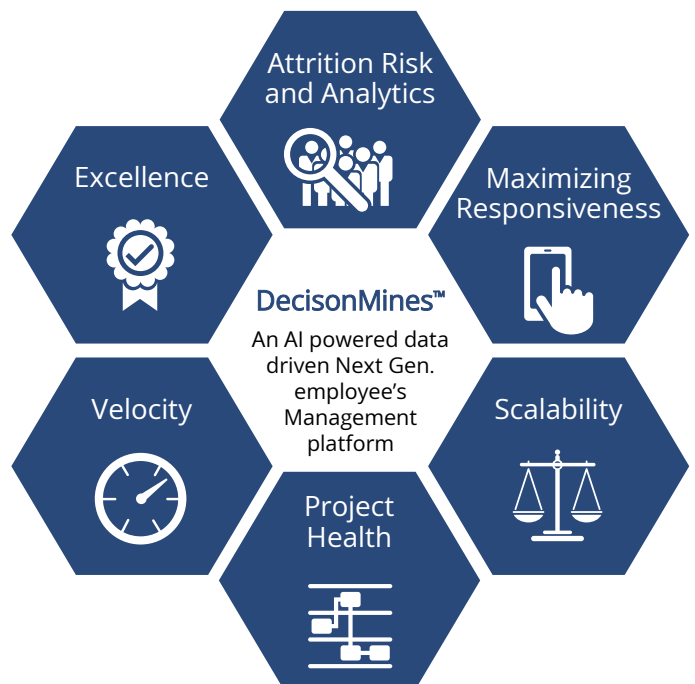 Attrition Risk
and Analytics
Excellence
Maximizing
Responsiveness
DecisonMines™
An AI powered data
driven Next Gen.
employee’s
Management
platform
Velocity
Scalability
Project
Health